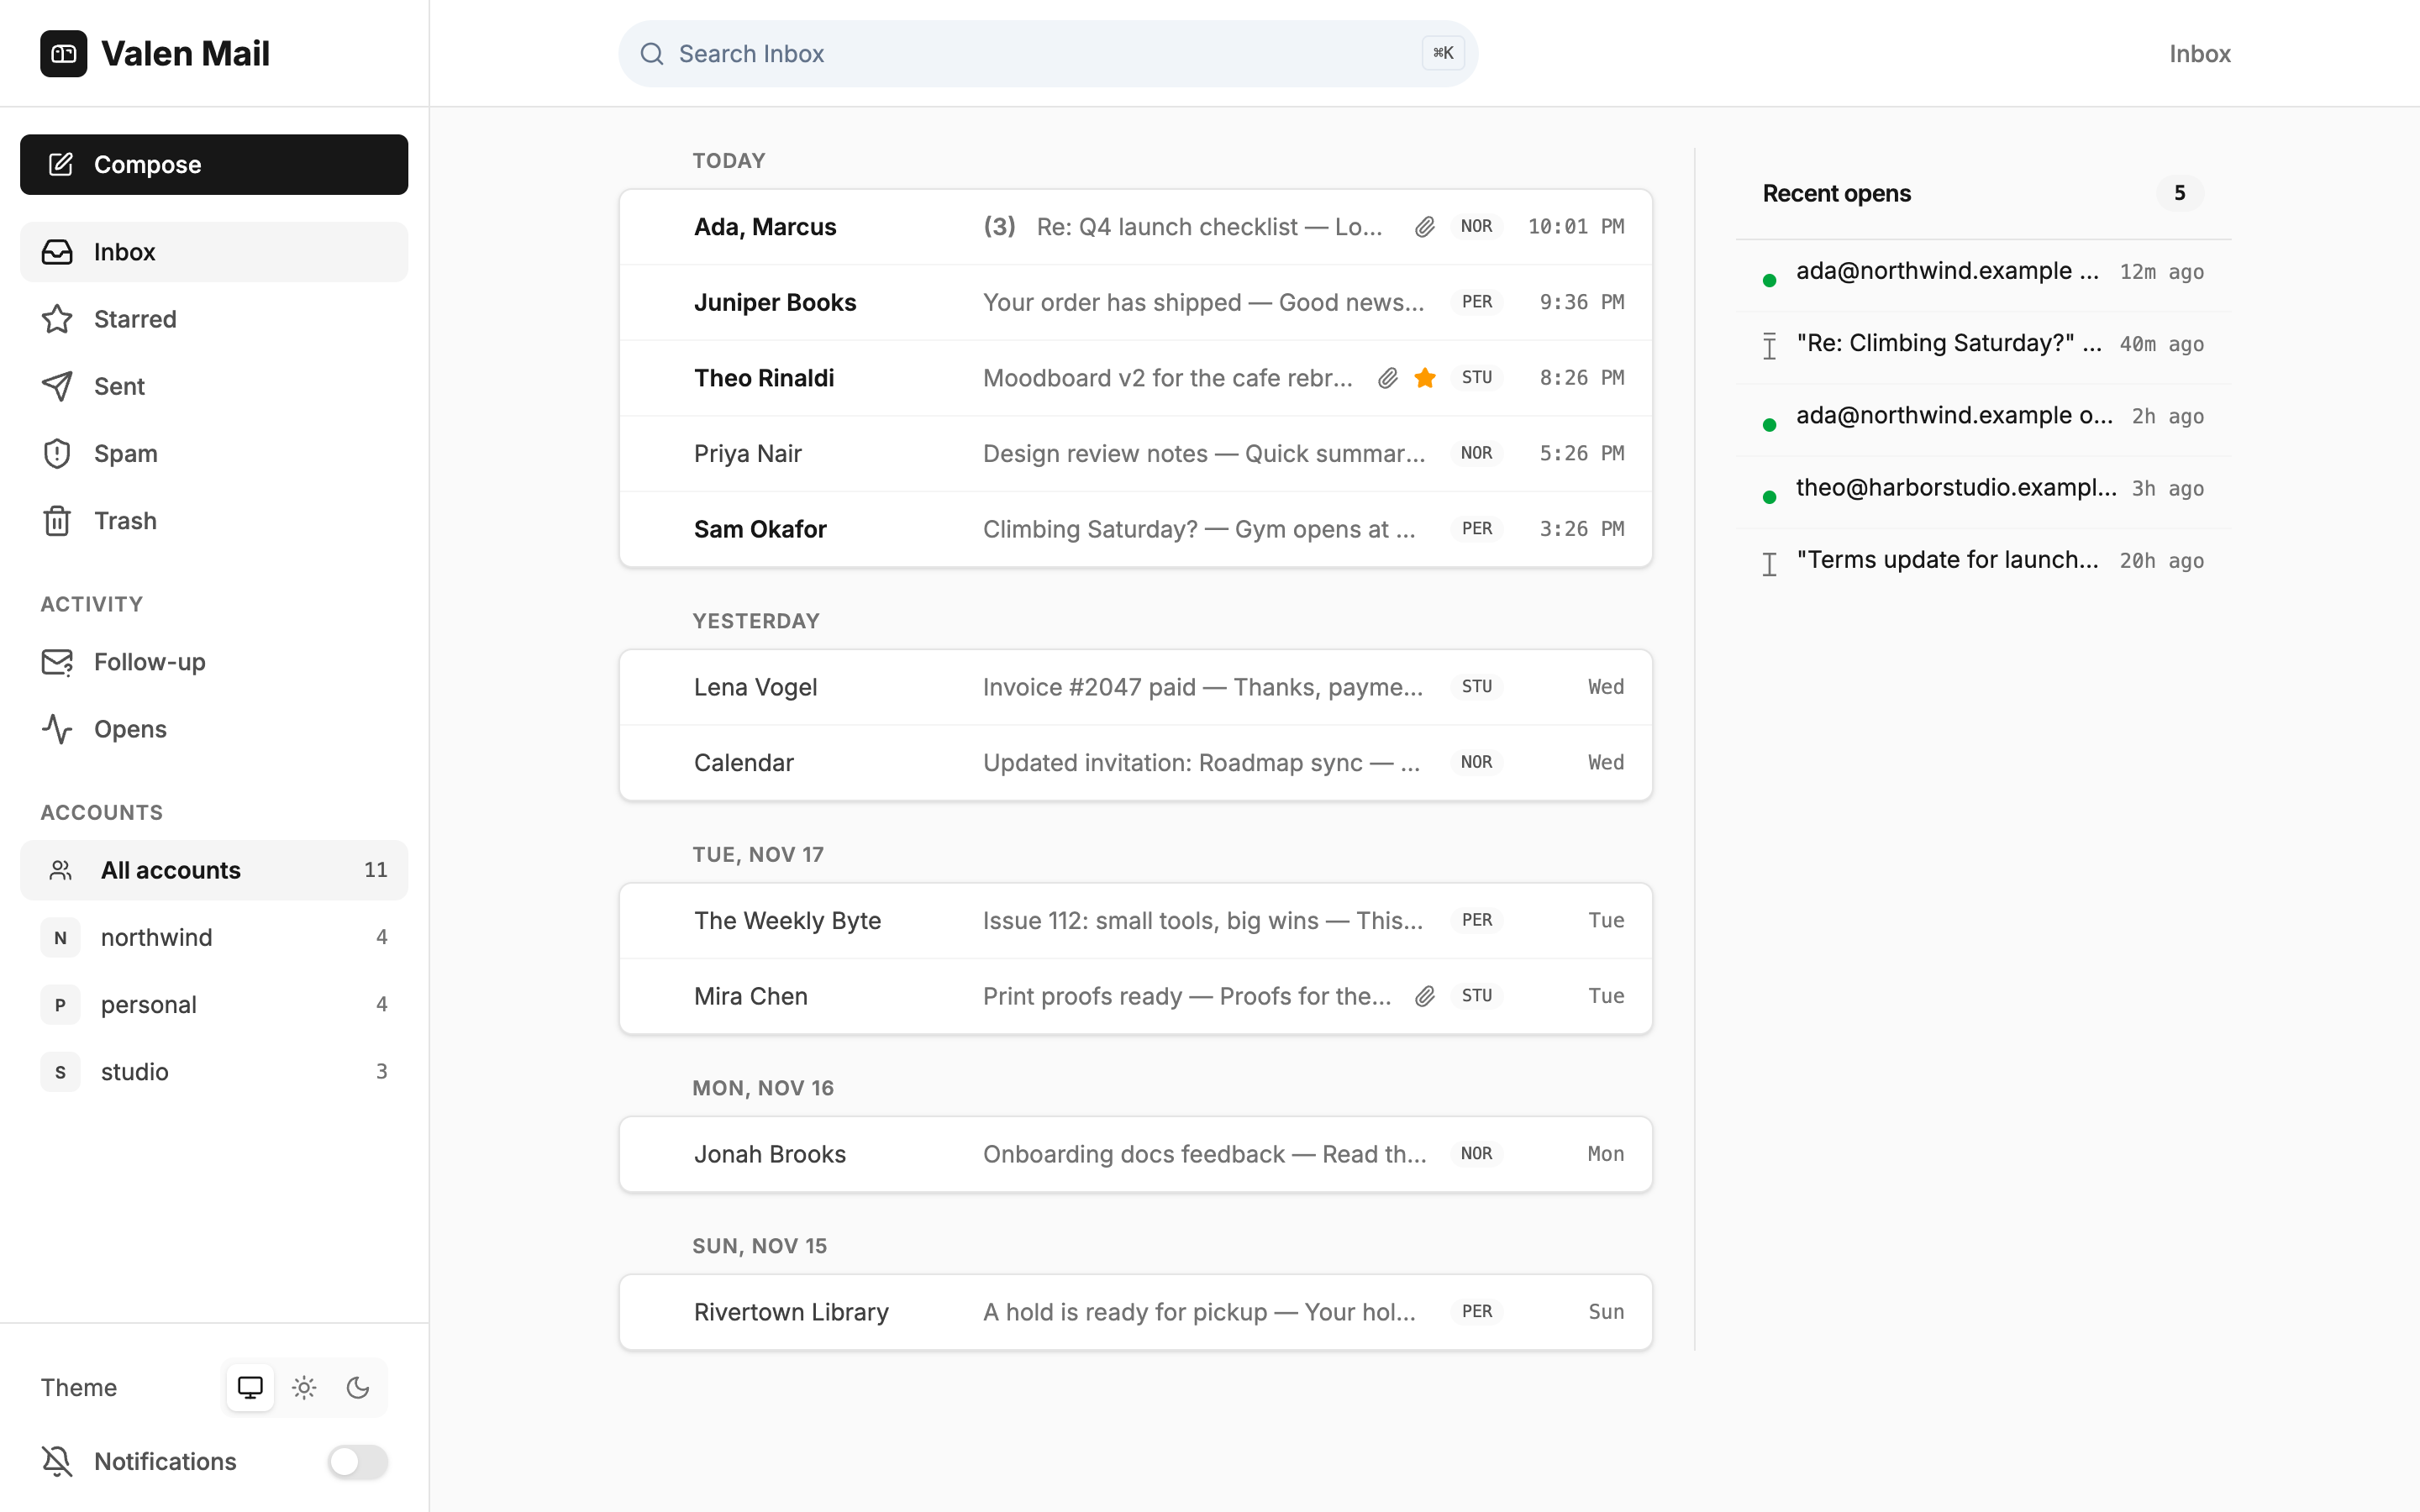 Valen Mail
Search Inbox ⌘K
Inbox
Compose
Inbox
Starred
Sent
Spam
Trash
ACTIVITY
Follow-up
Opens
ACCOUNTS
All accounts 11
N northwind 4
P personal 4
S studio 3
Theme
Notifications
TODAY
Ada, Marcus (3) Re: Q4 launch checklist — Lo... NOR 10:01 PM
Juniper Books Your order has shipped — Good news... PER 9:36 PM
Theo Rinaldi Moodboard v2 for the cafe rebr... STU 8:26 PM
Priya Nair Design review notes — Quick summar... NOR 5:26 PM
Sam Okafor Climbing Saturday? — Gym opens at ... PER 3:26 PM
YESTERDAY
Lena Vogel Invoice #2047 paid — Thanks, payme... STU Wed
Calendar Updated invitation: Roadmap sync — ... NOR Wed
TUE, NOV 17
The Weekly Byte Issue 112: small tools, big wins — This... PER Tue
Mira Chen Print proofs ready — Proofs for the... STU Tue
MON, NOV 16
Jonah Brooks Onboarding docs feedback — Read th... NOR Mon
SUN, NOV 15
Rivertown Library A hold is ready for pickup — Your hol... PER Sun
Recent opens 5
ada@northwind.example ... 12m ago
"Re: Climbing Saturday?" ... 40m ago
ada@northwind.example o... 2h ago
theo@harborstudio.exampl... 3h ago
"Terms update for launch... 20h ago